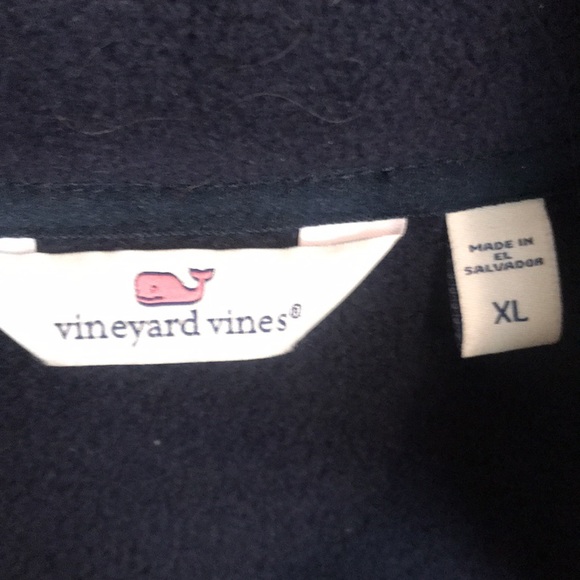 vineyard vines®
MADE IN
EL
SALVADOR
XL